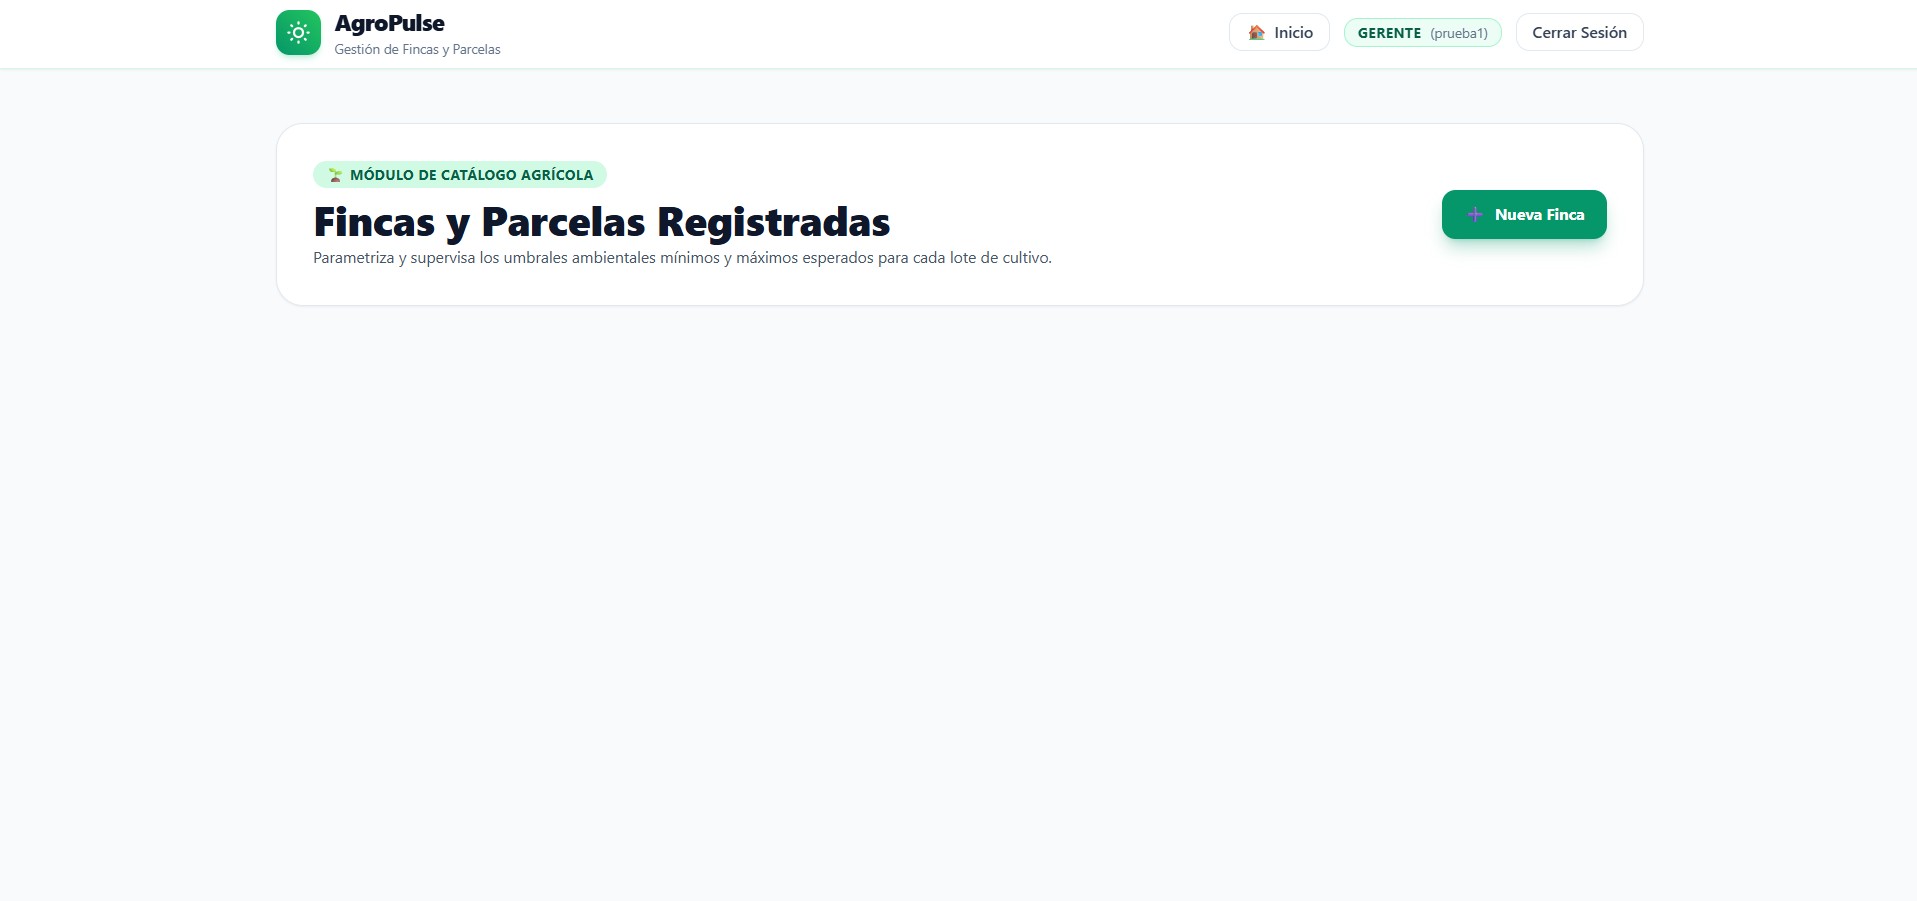 AgroPulse
Gestión de Fincas y Parcelas
Inicio
GERENTE (prueba1)
Cerrar Sesión
MÓDULO DE CATÁLOGO AGRÍCOLA
Fincas y Parcelas Registradas
Parametriza y supervisa los umbrales ambientales mínimos y máximos esperados para cada lote de cultivo.
Nueva Finca